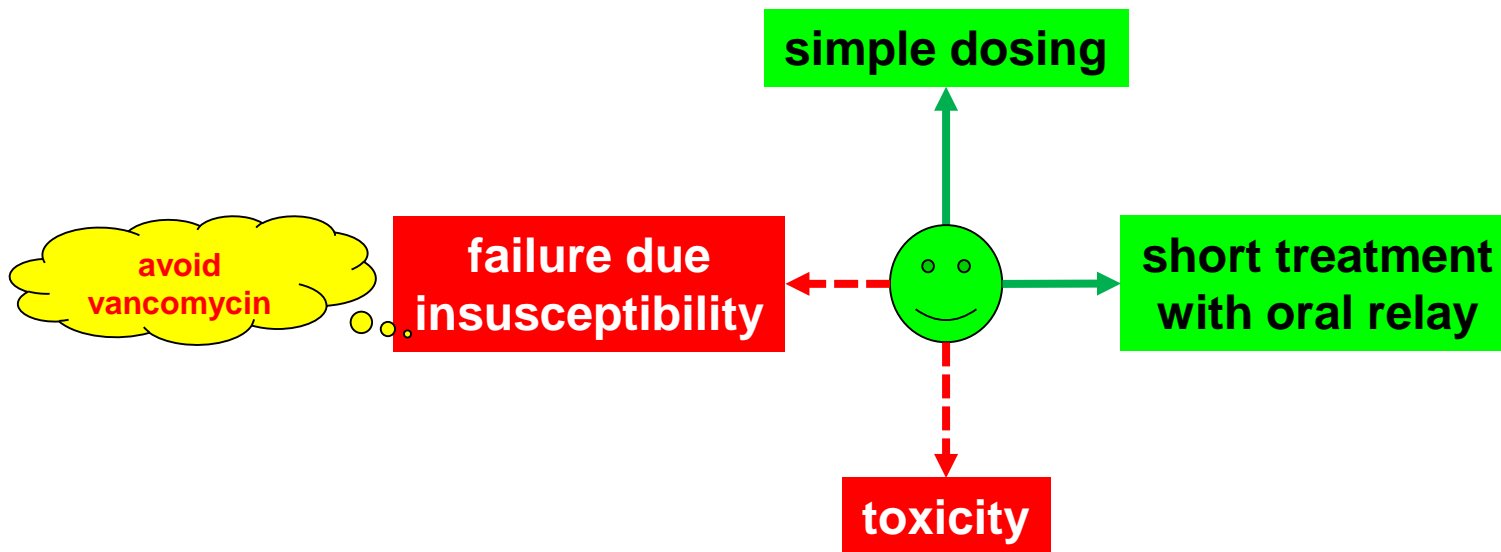 simple dosing
avoid
vancomycin
failure due
insusceptibility
short treatment
with oral relay
toxicity